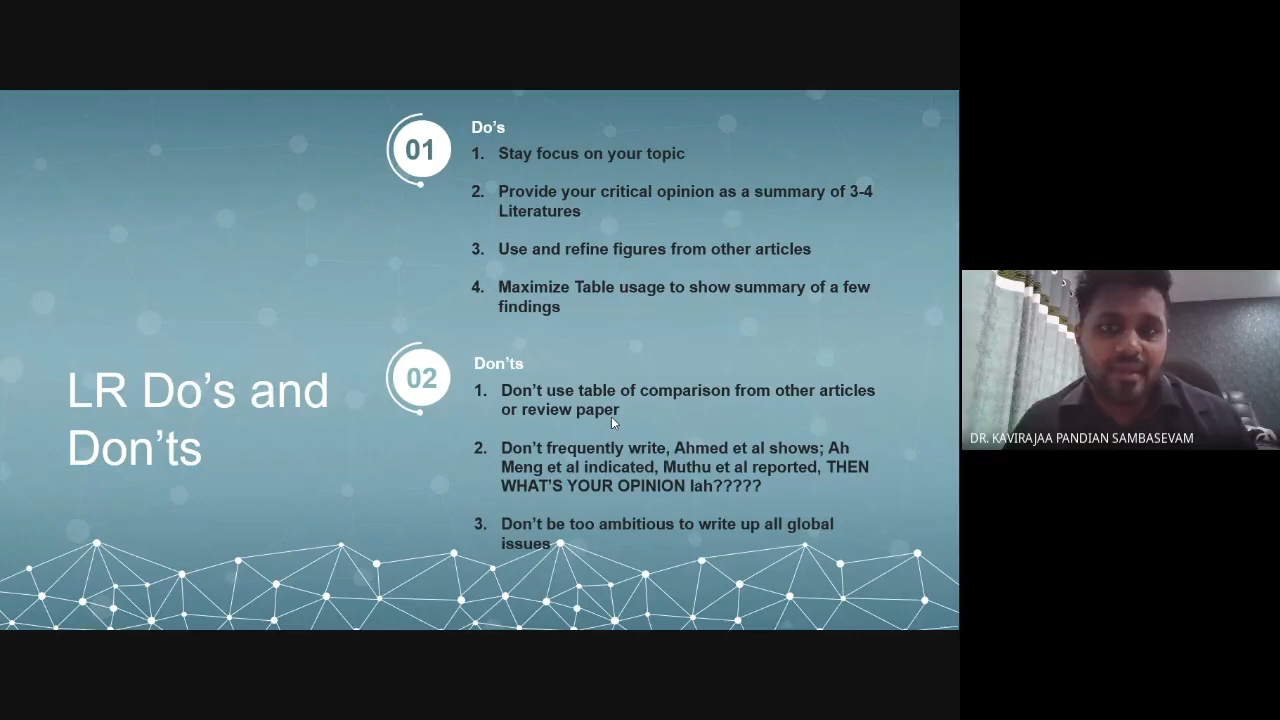 LR Do's and
Don'ts
01
Do's
1. Stay focus on your topic
2. Provide your critical opinion as a summary of 3-4
Literatures
3. Use and refine figures from other articles
4. Maximize Table usage to show summary of a few
findings
02
Don'ts
1. Don't use table of comparison from other articles
or review paper
2. Don't frequently write, Ahmed et al shows; Ah
Meng et al indicated, Muthu et al reported, THEN
WHAT'S YOUR OPINION lah?????
3. Don't be too ambitious to write up all global
issues
DR. KAVIRAJAA PANDIAN SAMBASEVAM